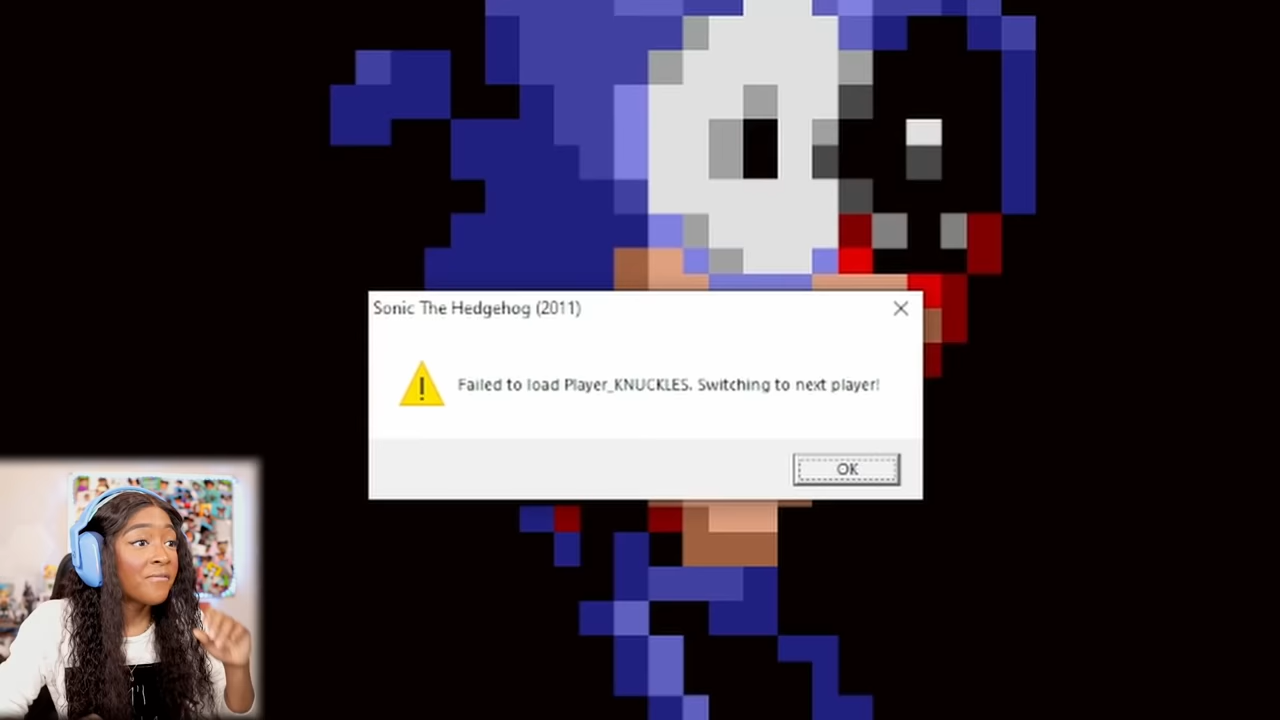 Sonic The Hedgehog (2011)
Failed to load Player_KNUCKLES. Switching to next player!
OK